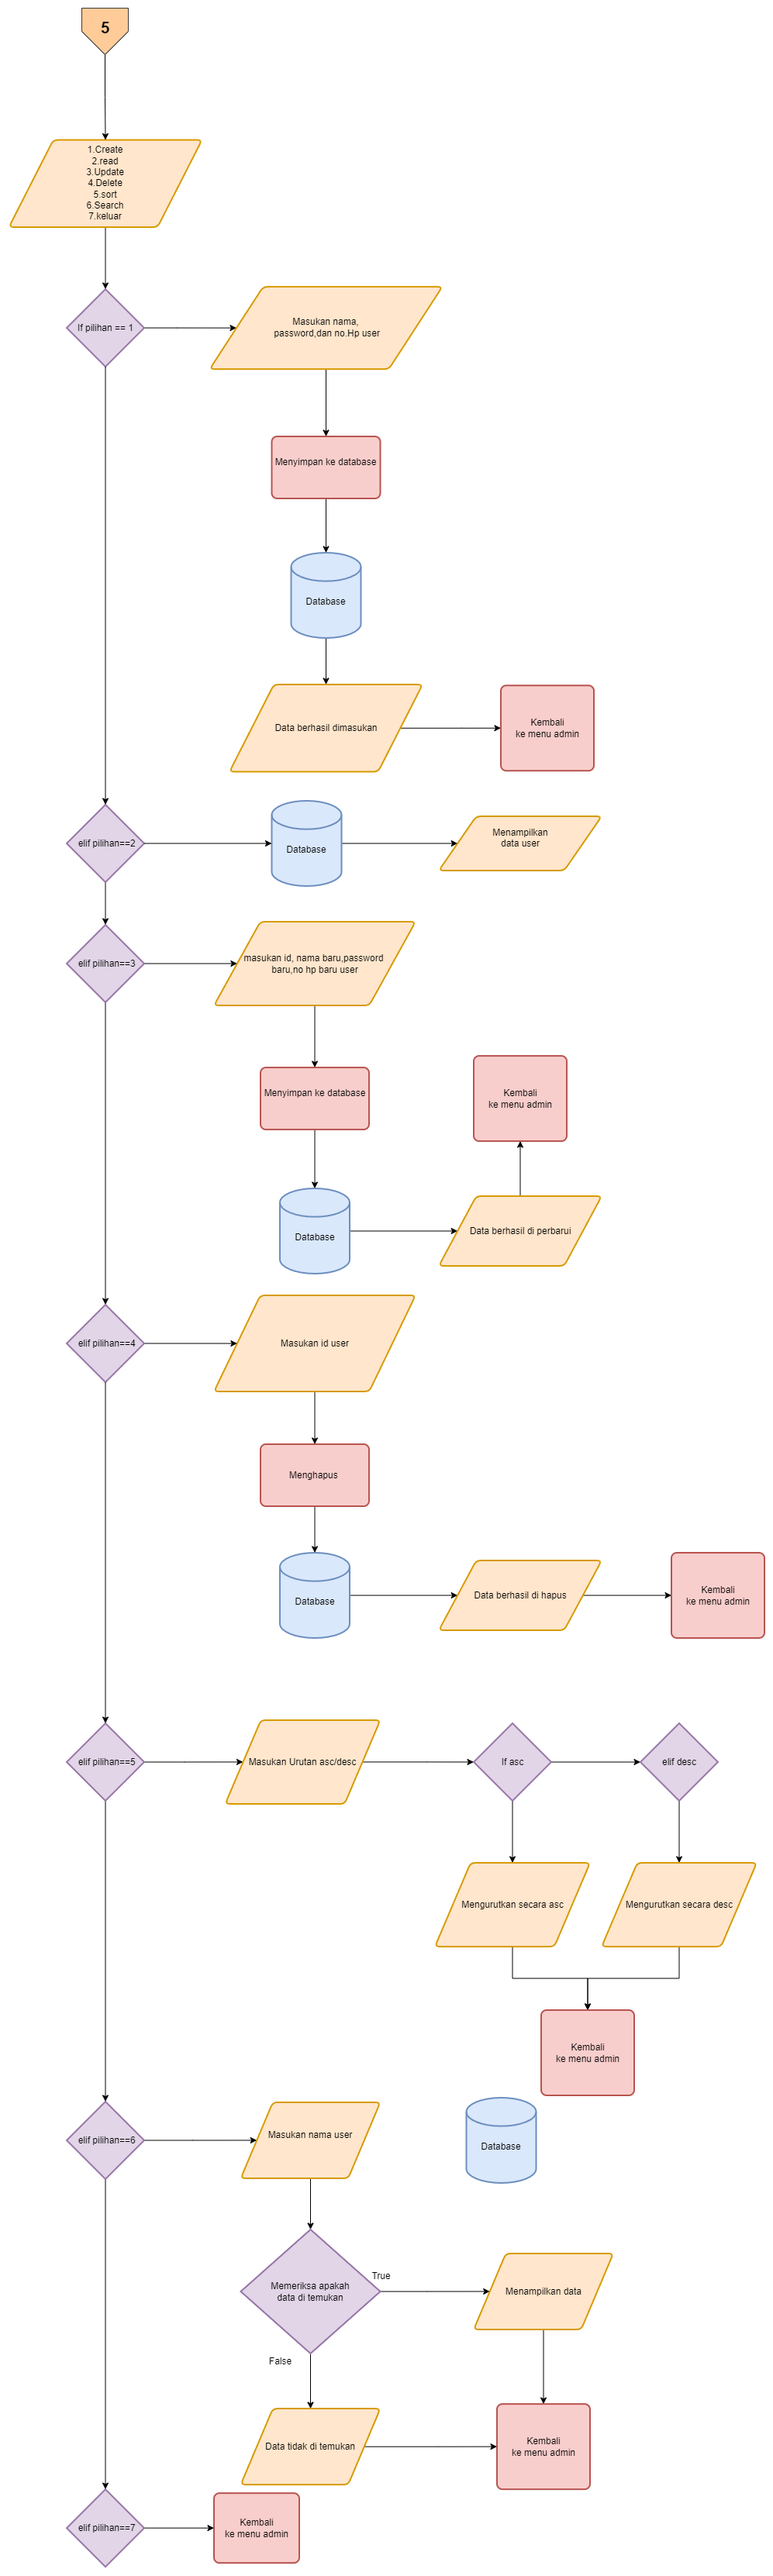 5
1.Create
2.read
3.Update
4.Delete
5.sort
6.Search
7.keluar
If pilihan == 1
Masukan nama,
password,dan no.Hp user
Menyimpan ke database
Database
Data berhasil dimasukan
Kembali
ke menu admin
elif pilihan==2
Database
Menampilkan
data user
elif pilihan==3
masukan id, nama baru,password
baru,no hp baru user
Menyimpan ke database
Kembali
ke menu admin
Database
Data berhasil di perbarui
elif pilihan==4
Masukan id user
Menghapus
Database
Data berhasil di hapus
Kembali
ke menu admin
elif pilihan==5
Masukan Urutan asc/desc
If asc
elif desc
Mengurutkan secara asc
Mengurutkan secara desc
Kembali
ke menu admin
elif pilihan==6
Masukan nama user
Database
Memeriksa apakah
data di temukan
True
Menampilkan data
False
Data tidak di temukan
Kembali
ke menu admin
elif pilihan==7
Kembali
ke menu admin